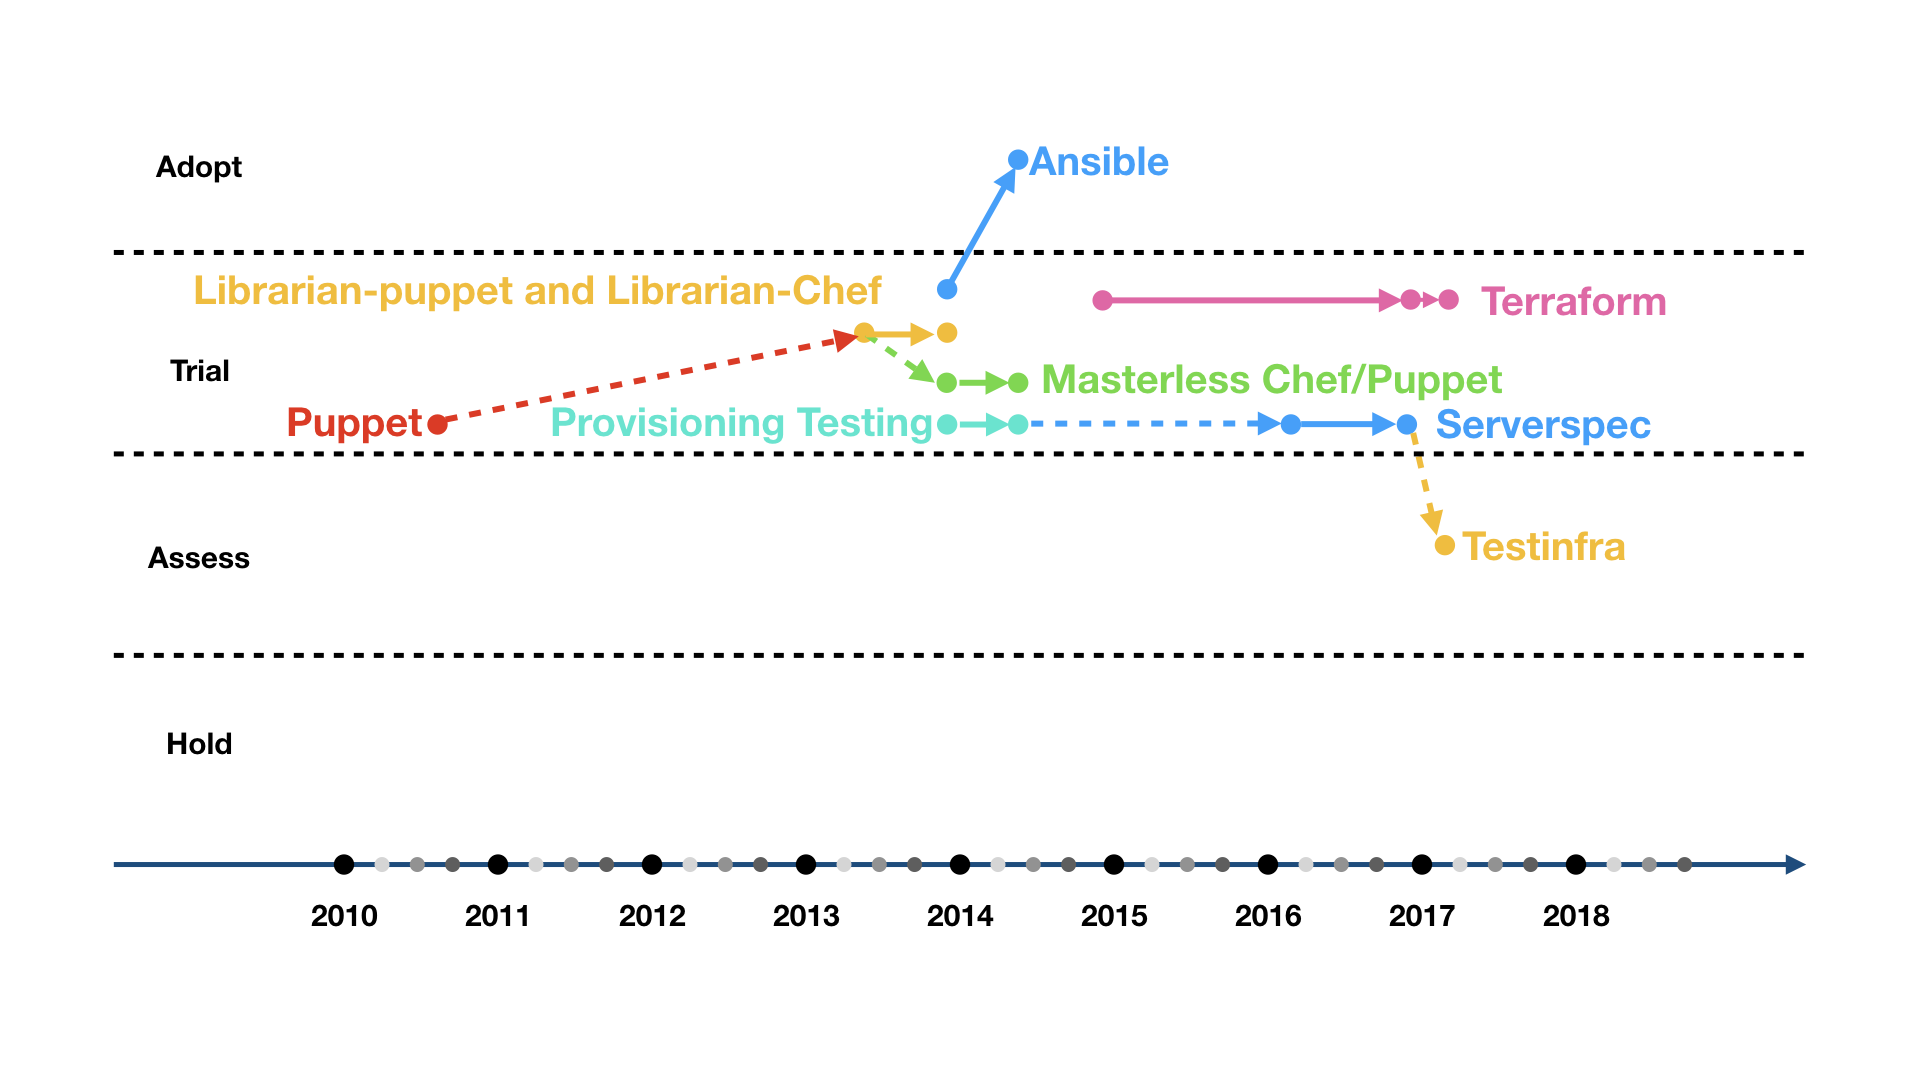 Adopt
Ansible
Librarian-puppet and Librarian-Chef
Terraform
Trial
Masterless Chef/Puppet
Puppet
Provisioning Testing
Serverspec
Assess
Testinfra
Hold
2010 2011 2012 2013 2014 2015 2016 2017 2018